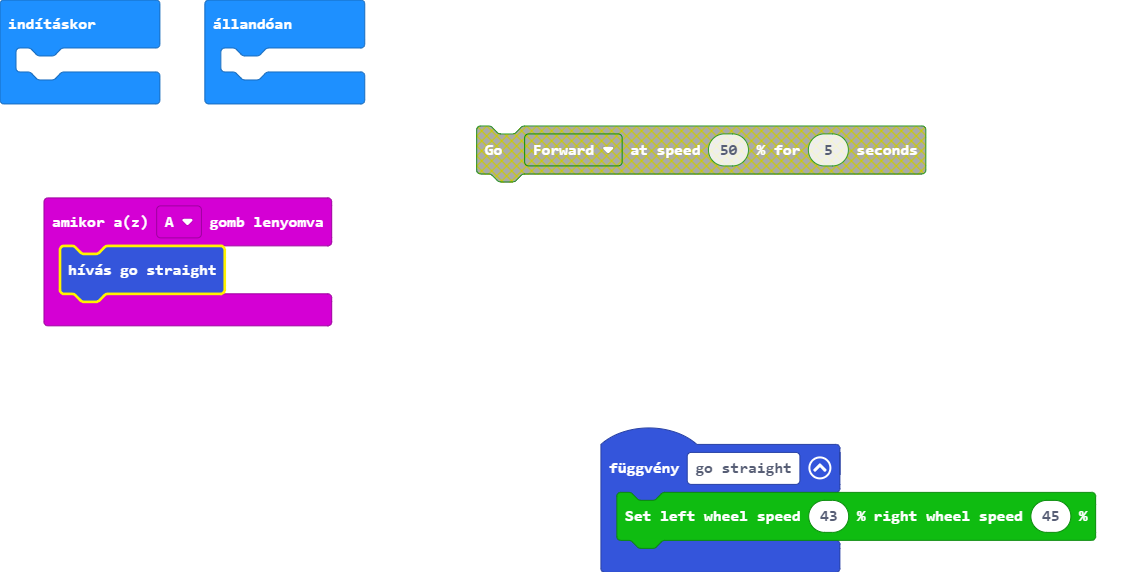 indításkor
állandóan
Go Forward at speed 50 % for 5 seconds
amikor a(z) A gomb lenyomva
hívás go straight
függvény go straight
Set left wheel speed 43 % right wheel speed 45 %